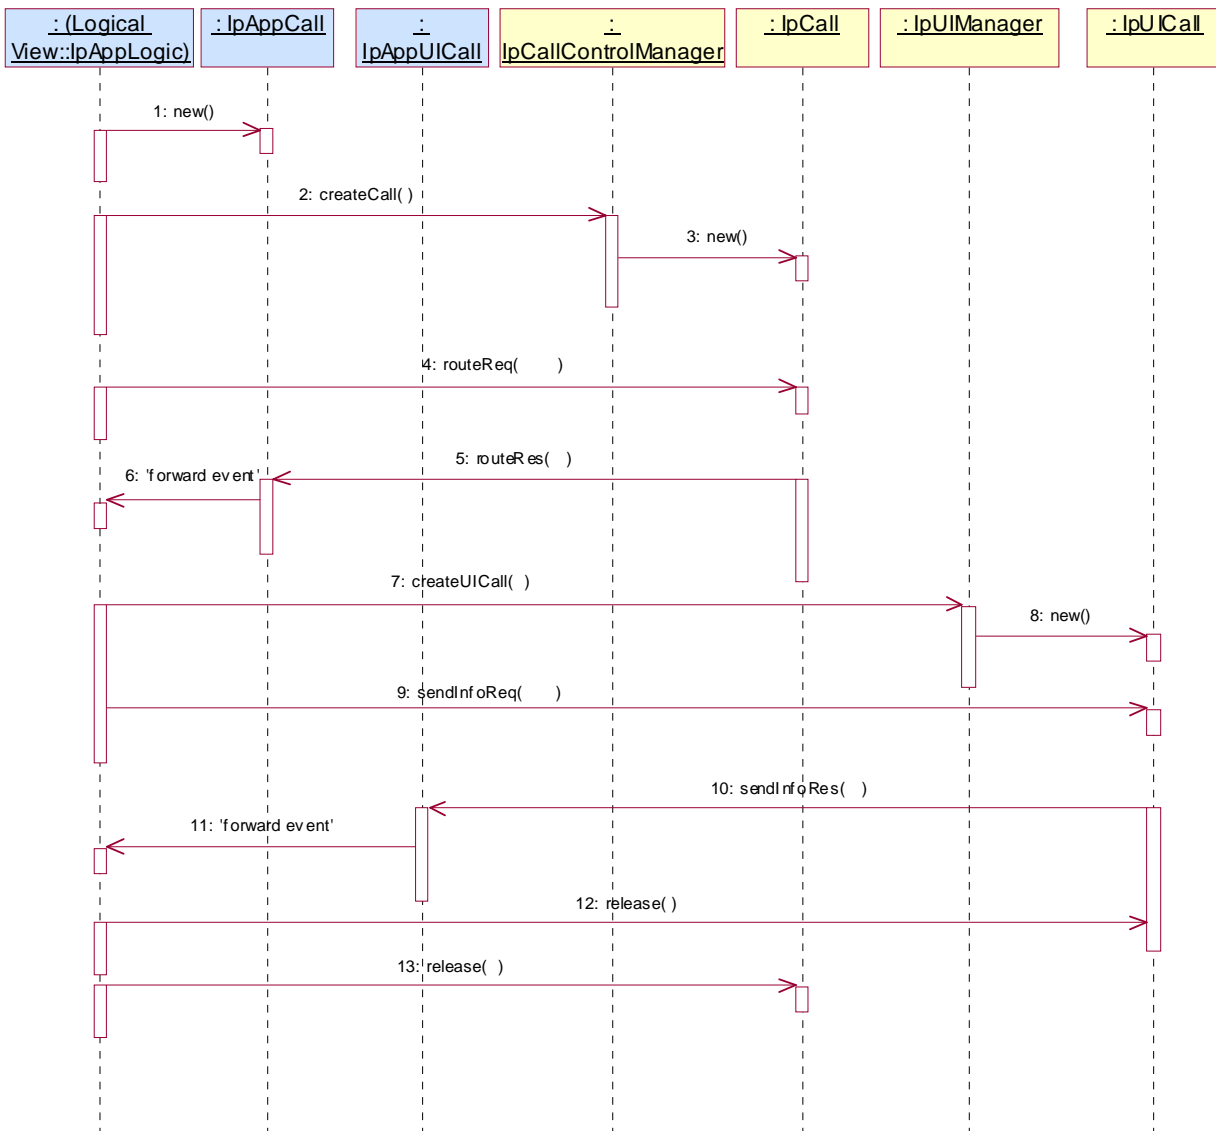 : (Logical
View::IpAppLogic)
: IpAppCall
:
IpAppUICall
:
IpCallControlManager
: IpCall
: IpUIManager
: IpUICall
1: new()
2: createCall( )
3: new()
4: routeReq( )
5: routeRes( )
6: 'forward event'
7: createUICall( )
8: new()
9: sendInfoReq( )
10: sendInfoRes( )
11: 'forward event'
12: release( )
13: release( )